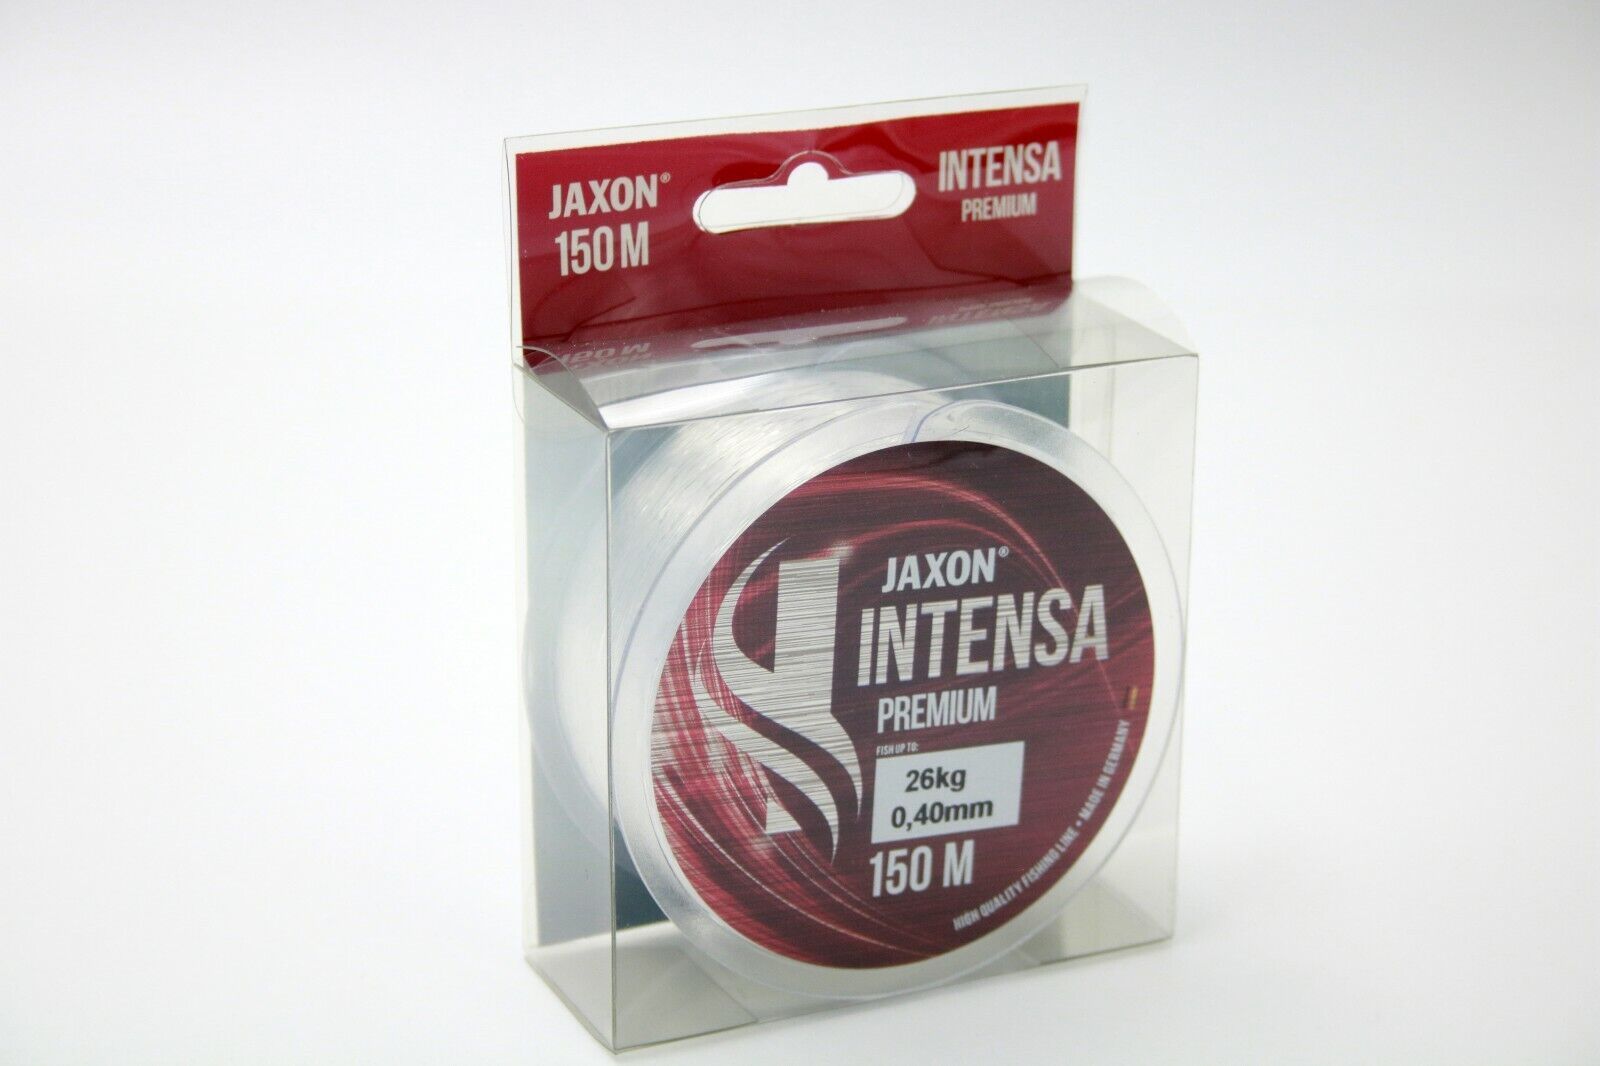 JAXON®
150 M
INTENSA
PREMIUM
JAXON®
INTENSA
PREMIUM
FISH UP TO:
26kg
0,40mm
150 M
HIGH QUALITY FISHING LINE • MADE IN GERMANY